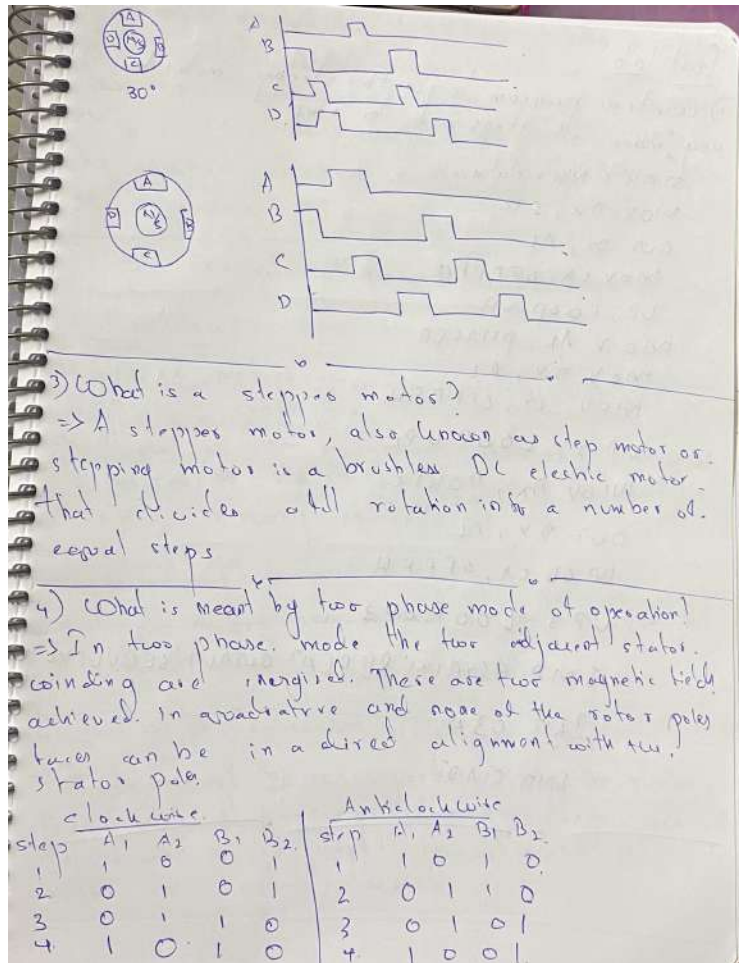 A
D N/S B
C
30°
A
B
C
D
A
D N/S B
C
A
B
C
D
3) What is a stepper motor?
=> A stepper motor, also known as step motor or
stepping motor is a brushless DC electric motor
that divides a full rotation into a number of
equal steps
4) What is meant by two phase mode of operation?
=> In two phase mode the two adjacent stator
winding are energised. There are two magnetic field
achieved in quadrature and none of the rotor poles
faces can be in a direct alignment with the
stator poles
Clockwise Anticlockwise
step A1 A2 B1 B2 step A1 A2 B1 B2
1 1 0 0 1 1 1 0 1 0
2 0 1 0 1 2 0 1 1 0
3 0 1 1 0 3 0 1 0 1
4. 1 0 1 0 4. 1 0 0 1